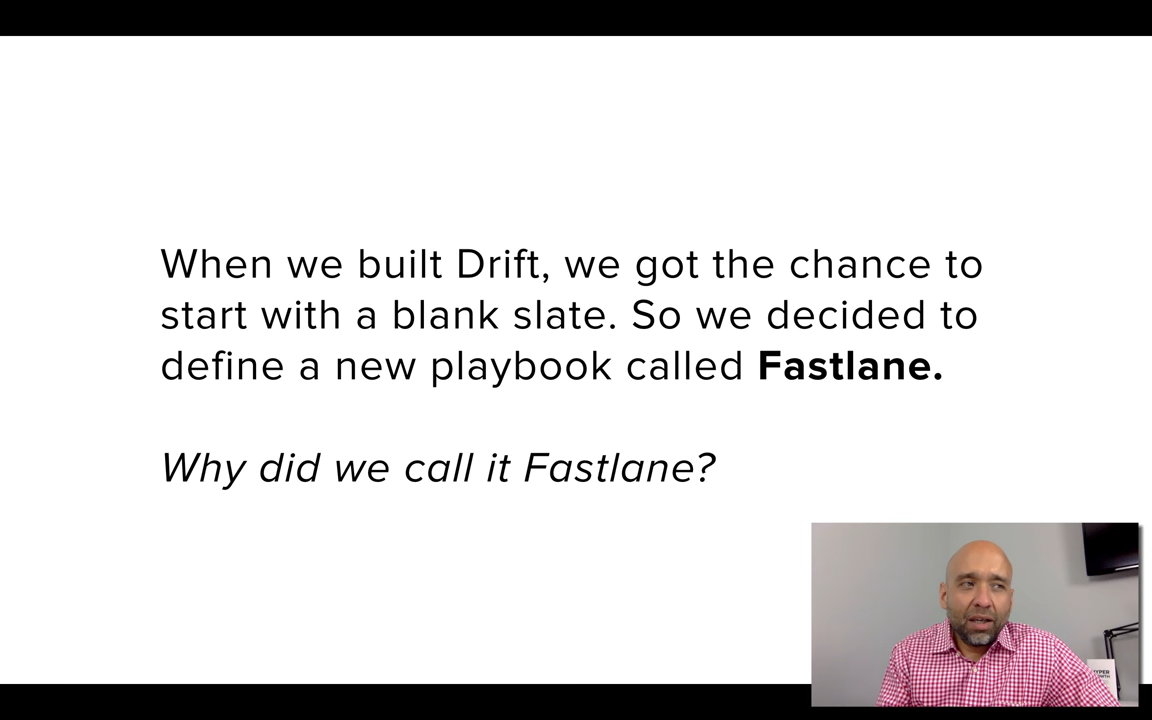 When we built Drift, we got the chance to
start with a blank slate. So we decided to
define a new playbook called Fastlane.
Why did we call it Fastlane?